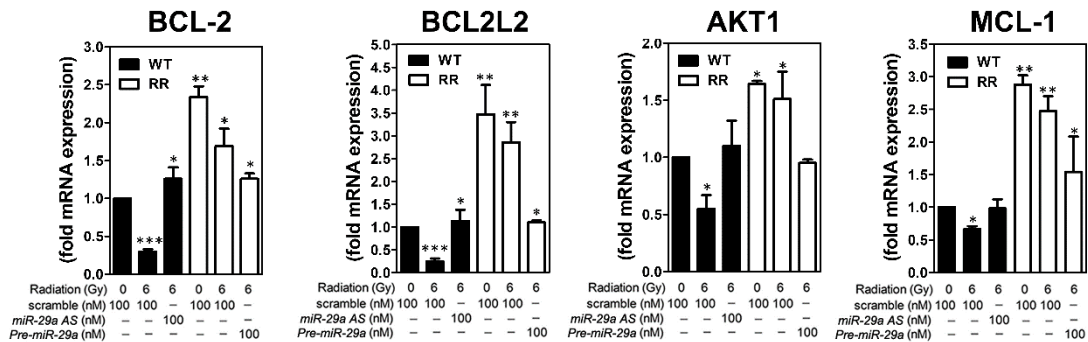 BCL-2
(fold mRNA expression)
3.0
2.5
2.0
1.5
1.0
0.5
0.0
WT
RR
***
*
**
*
*
Radiation (Gy) 0 6 6 0 6 6
scramble (nM) 100 100 – 100 100 –
miR-29a AS (nM) – – 100 – – –
Pre-miR-29a (nM) – – – – – 100
BCL2L2
(fold mRNA expression)
5.0
4.5
4.0
3.5
3.0
2.5
2.0
1.5
1.0
0.5
0.0
WT
RR
***
*
**
**
*
Radiation (Gy) 0 6 6 0 6 6
scramble (nM) 100 100 – 100 100 –
miR-29a AS (nM) – – 100 – – –
Pre-miR-29a (nM) – – – – – 100
AKT1
(fold mRNA expression)
2.0
1.5
1.0
0.5
0.0
WT
RR
*
*
*
Radiation (Gy) 0 6 6 0 6 6
scramble (nM) 100 100 – 100 100 –
miR-29a AS (nM) – – 100 – – –
Pre-miR-29a (nM) – – – – – 100
MCL-1
(fold mRNA expression)
3.5
3.0
2.5
2.0
1.5
1.0
0.5
0.0
WT
RR
*
**
**
*
Radiation (Gy) 0 6 6 0 6 6
scramble (nM) 100 100 – 100 100 –
miR-29a AS (nM) – – 100 – – –
Pre-miR-29a (nM) – – – – – 100